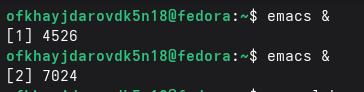 ofkhayjdarovdk5n18@fedora:~$ emacs &
[1] 4526
ofkhayjdarovdk5n18@fedora:~$ emacs &
[2] 7024